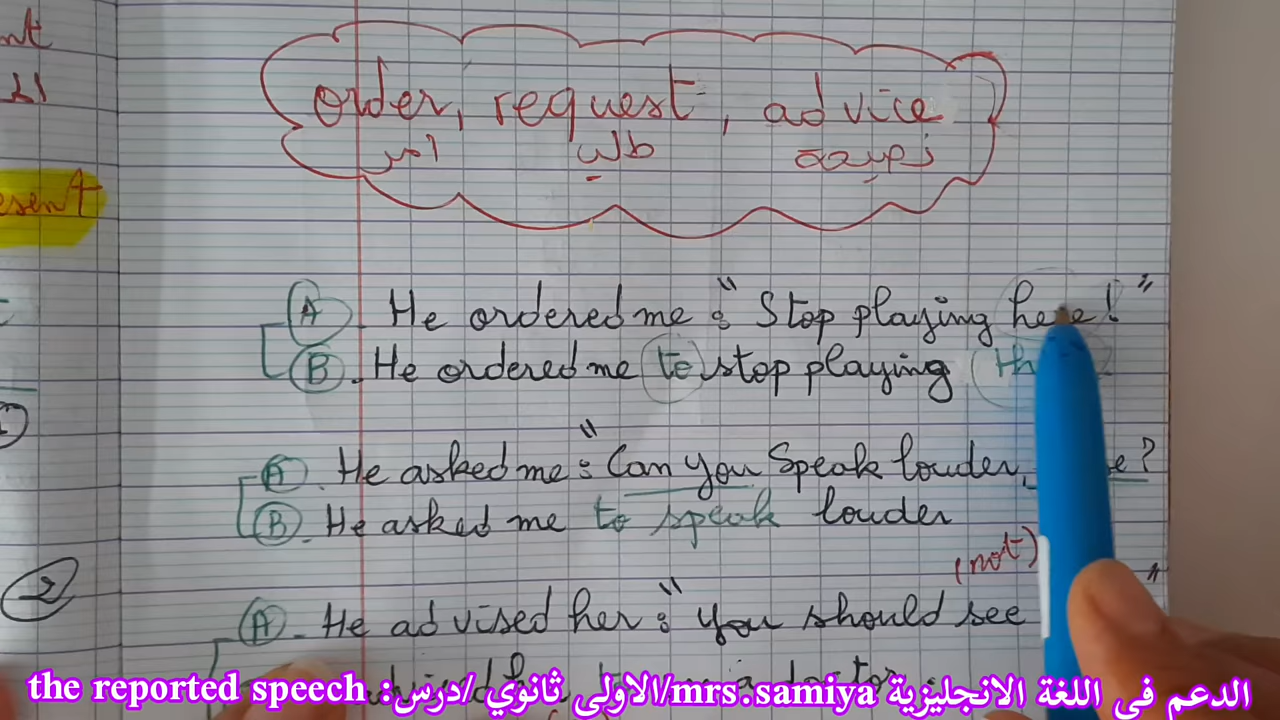 order, request, advice
أمر طلب نصيحة
A. He ordered me : " Stop playing here! "
B. He ordered me to stop playing
A. He asked me : " Can you Speak louder,
B. He asked me to speak louder
(not)
2
A. He advised her : " you should see
الدعم في اللغة الانجليزية mrs.samiya/الاولى ثانوي /درس: the reported speech